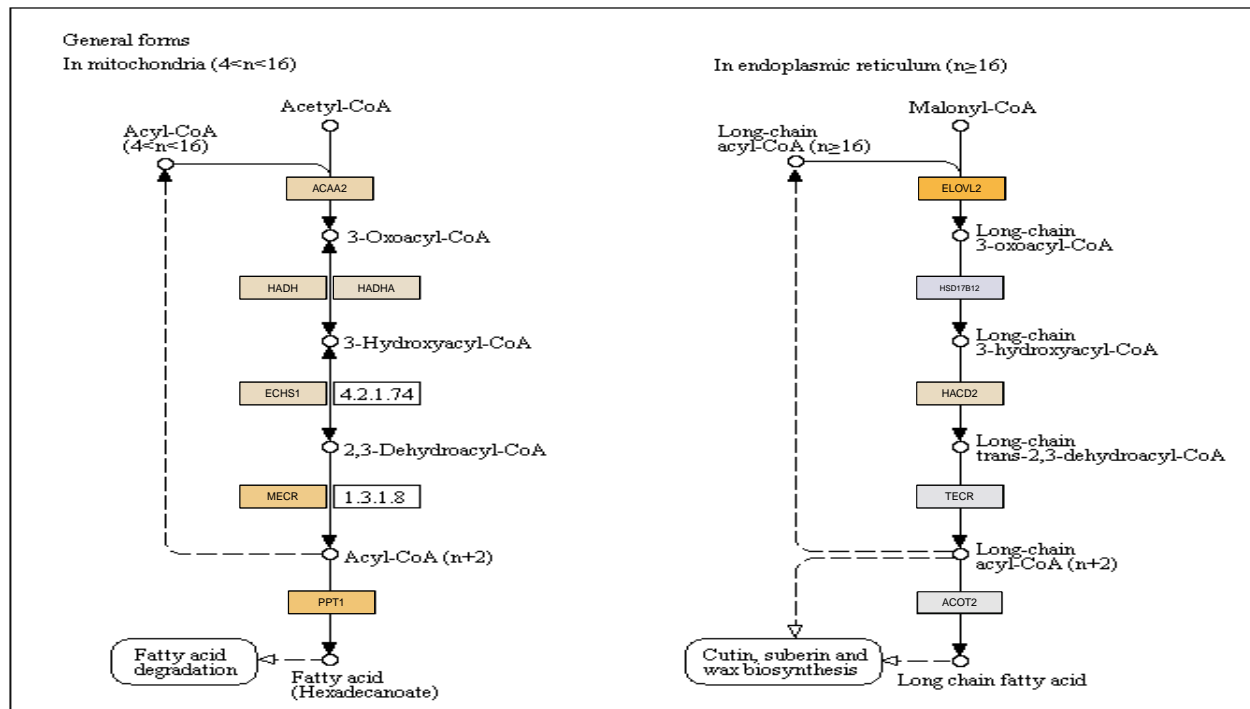 General forms
In mitochondria (4<n<16)
Acetyl-CoA
Acyl-CoA
(4<n<16)
ACAA2
3-Oxoacyl-CoA
HADH
HADHA
3-Hydroxyacyl-CoA
ECHS1
4.2.1.74
2,3-Dehydroacyl-CoA
MECR
1.3.1.8
Acyl-CoA (n+2)
PPT1
Fatty acid
degradation
Fatty acid
(Hexadecanoate)
In endoplasmic reticulum (n≥16)
Malonyl-CoA
Long-chain
acyl-CoA (n≥16)
ELOVL2
Long-chain
3-oxoacyl-CoA
HSD17B12
Long-chain
3-hydroxyacyl-CoA
HACD2
Long-chain
trans-2,3-dehydroacyl-CoA
TECR
Long-chain
acyl-CoA (n+2)
ACOT2
Cutin, suberin and
wax biosynthesis
Long chain fatty acid